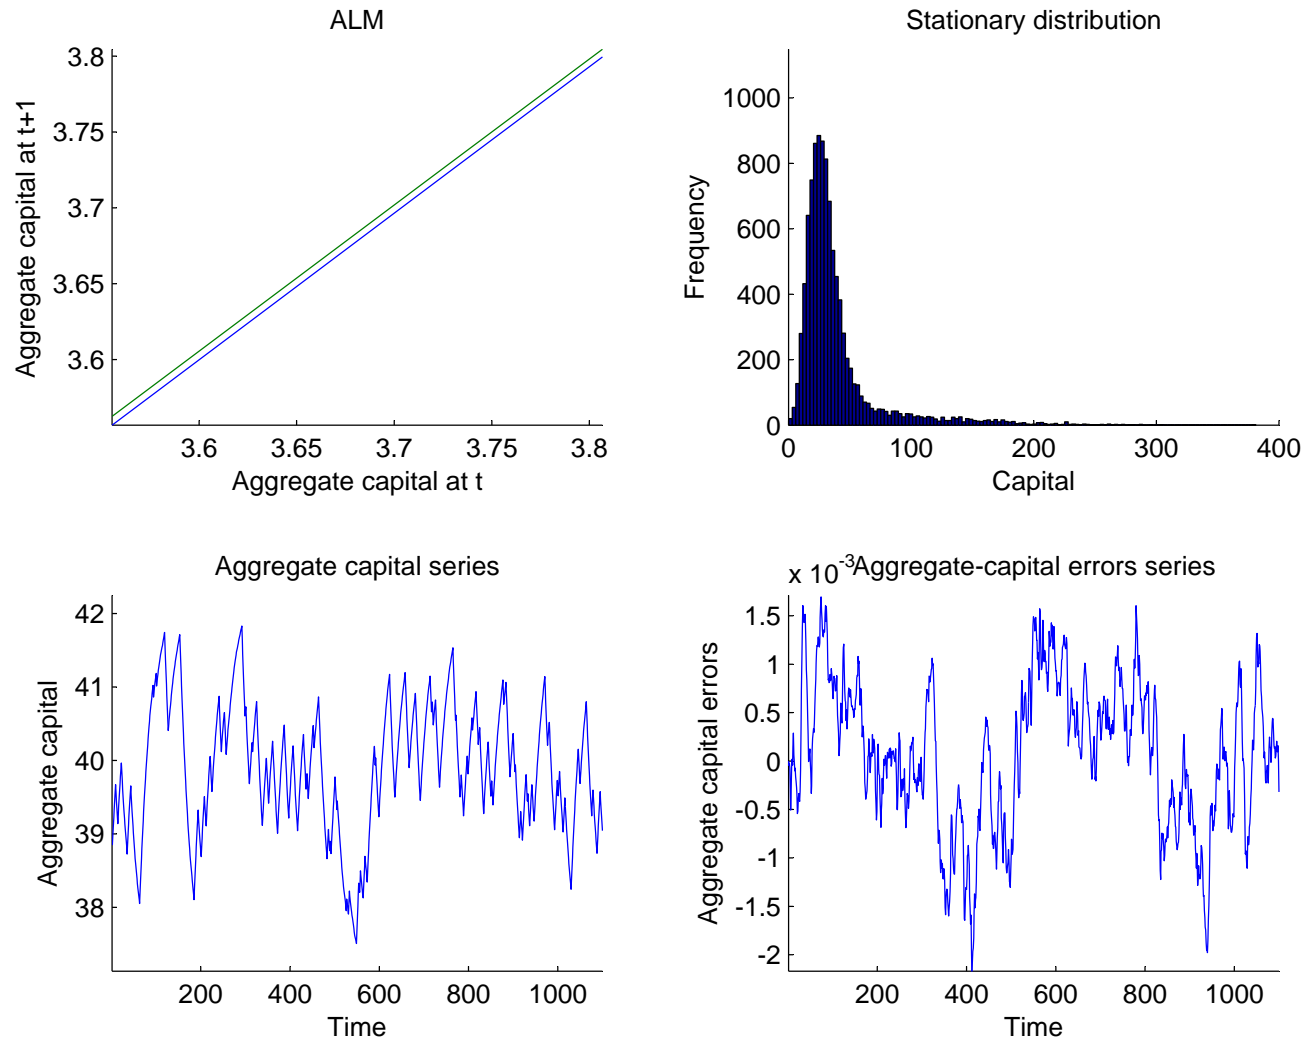 ALM
Aggregate capital at t+1
3.8
3.75
3.7
3.65
3.6
3.6 3.65 3.7 3.75 3.8
Aggregate capital at t
Stationary distribution
Frequency
1000
800
600
400
200
0
0 100 200 300 400
Capital
Aggregate capital series
Aggregate capital
42
41
40
39
38
200 400 600 800 1000
Time
x 10-3
Aggregate-capital errors series
Aggregate capital errors
1.5
1
0.5
0
-0.5
-1
-1.5
-2
200 400 600 800 1000
Time